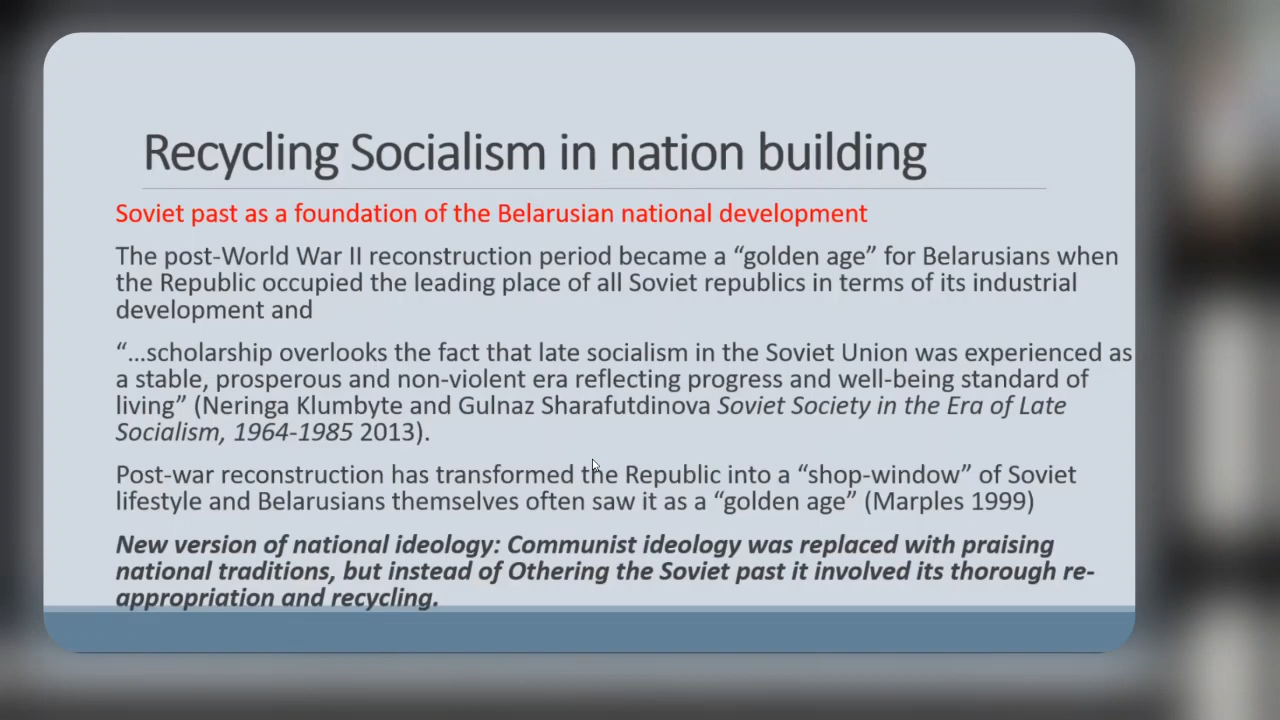 Recycling Socialism in nation building
Soviet past as a foundation of the Belarusian national development
The post-World War II reconstruction period became a “golden age” for Belarusians when
the Republic occupied the leading place of all Soviet republics in terms of its industrial
development and
“…scholarship overlooks the fact that late socialism in the Soviet Union was experienced as
a stable, prosperous and non-violent era reflecting progress and well-being standard of
living” (Neringa Klumbyte and Gulnaz Sharafutdinova Soviet Society in the Era of Late
Socialism, 1964-1985 2013).
Post-war reconstruction has transformed the Republic into a “shop-window” of Soviet
lifestyle and Belarusians themselves often saw it as a “golden age” (Marples 1999)
New version of national ideology: Communist ideology was replaced with praising
national traditions, but instead of Othering the Soviet past it involved its thorough re-
appropriation and recycling.